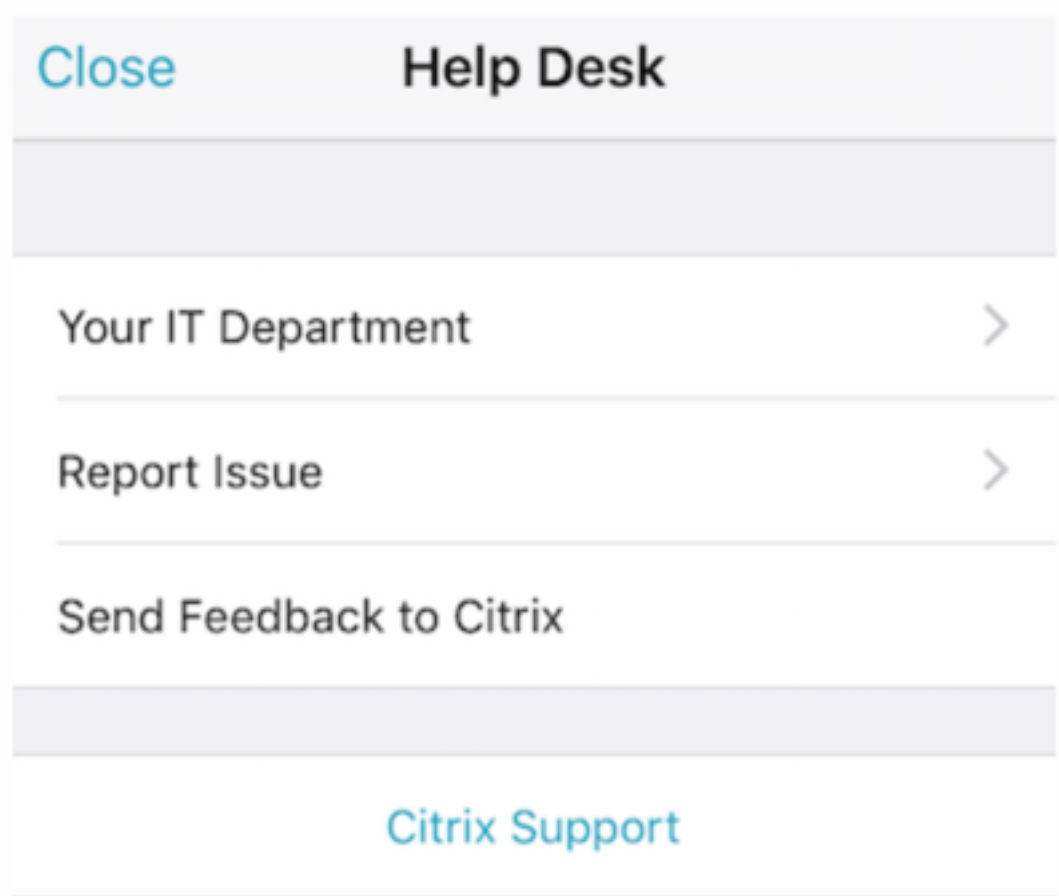 Close Help Desk
Your IT Department
Report Issue
Send Feedback to Citrix
Citrix Support